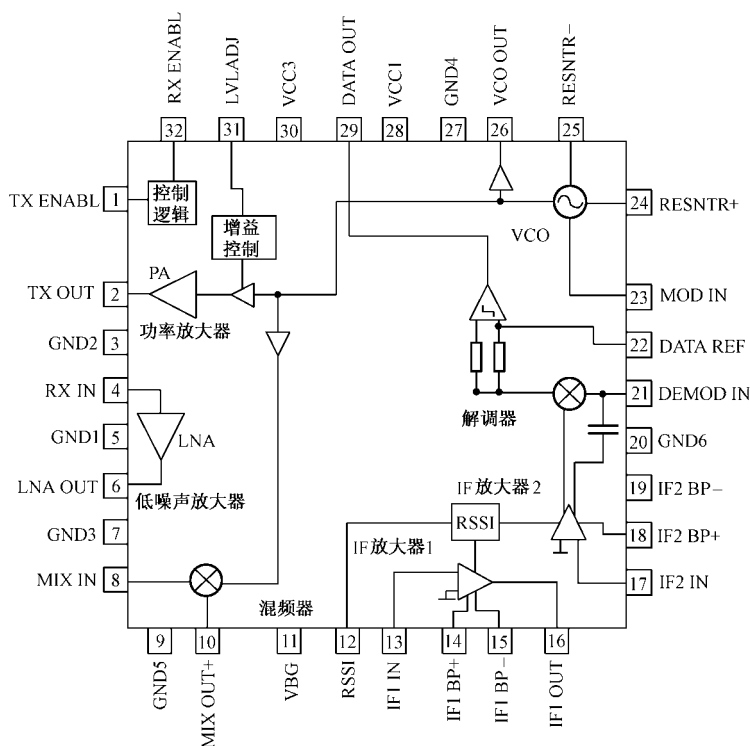 RX ENABL
LVLADJ
VCC3
DATA OUT
VCC1
GND4
VCO OUT
RESNTR−
32
31
30
29
28
27
26
25
TX ENABL
1
控制
逻辑
增益
控制
VCO
24
RESNTR+
PA
TX OUT
2
功率放大器
23
MOD IN
GND2
3
22
DATA REF
RX IN
4
解调器
21
DEMOD IN
GND1
5
LNA
20
GND6
LNA OUT
6
低噪声放大器
IF放大器2
19
IF2 BP−
GND3
7
RSSI
18
IF2 BP+
IF放大器1
MIX IN
8
17
IF2 IN
混频器
9
10
11
12
13
14
15
16
GND5
MIX OUT+
VBG
RSSI
IF1 IN
IF1 BP+
IF1 BP−
IF1 OUT